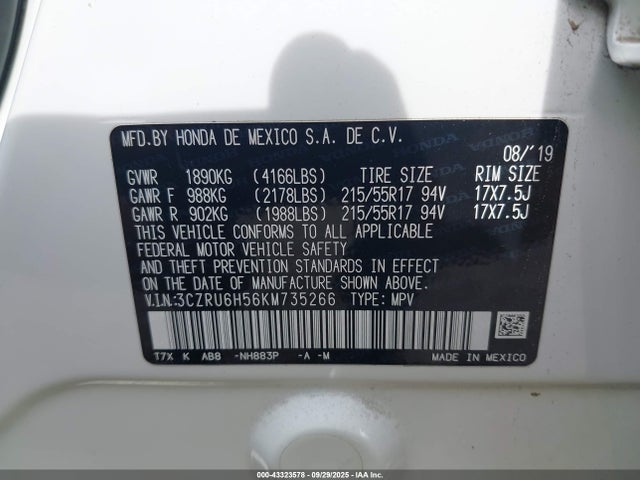 MFD.BY HONDA DE MEXICO S.A. DE C.V.
08/'19
GVWR 1890KG (4166LBS) TIRE SIZE RIM SIZE
GAWR F 988KG (2178LBS) 215/55R17 94V 17X7.5J
GAWR R 902KG (1988LBS) 215/55R17 94V 17X7.5J
THIS VEHICLE CONFORMS TO ALL APPLICABLE
FEDERAL MOTOR VEHICLE SAFETY
AND THEFT PREVENTION STANDARDS IN EFFECT
ON THE DATE OF MANUFACTURE SHOWN ABOVE.
V.I.N.:3CZRU6H56KM735266 TYPE: MPV
T7X K AB8 -NH883P -A -M MADE IN MEXICO
000-43323578 - 09/29/2025 - IAAI.COM